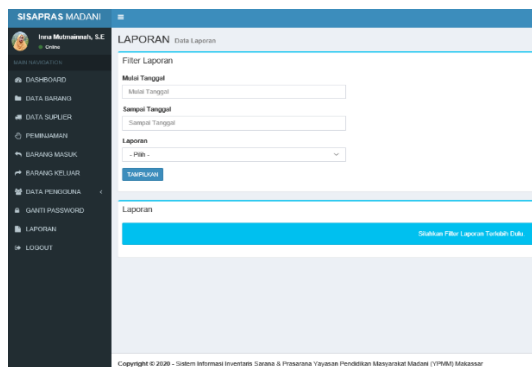 SISAPRAS MADANI
Inna Mutmainnah, S.E
Online
MAIN NAVIGATION
DASHBOARD
DATA BARANG
DATA SUPLIER
PEMINJAMAN
BARANG MASUK
BARANG KELUAR
DATA PENGGUNA
GANTI PASSWORD
LAPORAN
LOGOUT
LAPORAN Data Laporan
Filter Laporan
Mulai Tanggal
Mulai Tanggal
Sampai Tanggal
Sampai Tanggal
Laporan
- Pilih -
TAMPILKAN
Laporan
Silahkan Filter Laporan Terlebih Dulu.
Copyright © 2020 - Sistem Informasi Inventaris Sarana & Prasarana Yayasan Pendidikan Masyarakat Madani (YPMM) Makassar